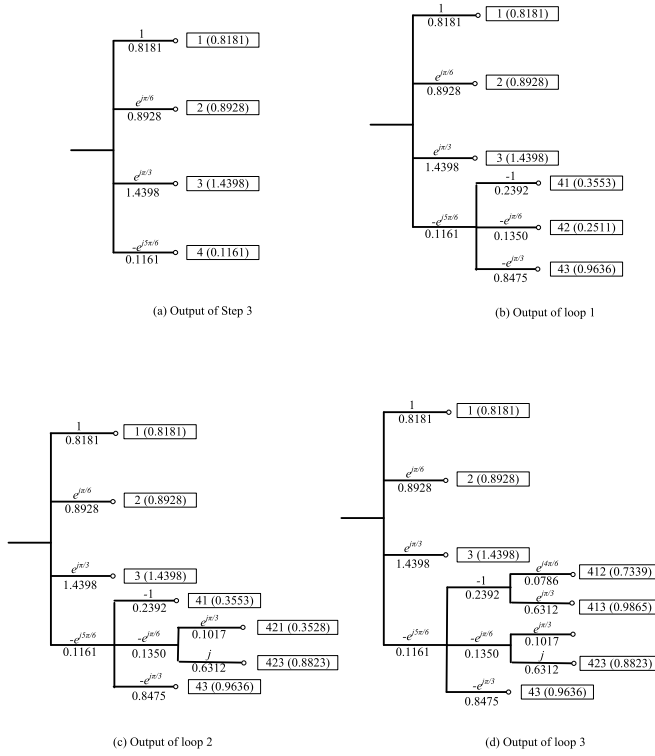 1
0.8181
1 (0.8181)
e^{jπ/6}
0.8928
2 (0.8928)
e^{jπ/3}
1.4398
3 (1.4398)
-e^{j5π/6}
0.1161
4 (0.1161)
(a) Output of Step 3
1
0.8181
1 (0.8181)
e^{jπ/6}
0.8928
2 (0.8928)
e^{jπ/3}
1.4398
3 (1.4398)
-1
0.2392
41 (0.3553)
-e^{j5π/6}
0.1161
-e^{jπ/6}
0.1350
42 (0.2511)
-e^{jπ/3}
0.8475
43 (0.9636)
(b) Output of loop 1
1
0.8181
1 (0.8181)
e^{jπ/6}
0.8928
2 (0.8928)
e^{jπ/3}
1.4398
3 (1.4398)
-1
0.2392
41 (0.3553)
-e^{j5π/6}
0.1161
-e^{jπ/6}
0.1350
e^{jπ/3}
0.1017
421 (0.3528)
j
0.6312
423 (0.8823)
-e^{jπ/3}
0.8475
43 (0.9636)
(c) Output of loop 2
1
0.8181
1 (0.8181)
e^{jπ/6}
0.8928
2 (0.8928)
e^{jπ/3}
1.4398
3 (1.4398)
-1
0.2392
e^{j4π/6}
0.0786
412 (0.7339)
e^{jπ/3}
0.6312
413 (0.9865)
-e^{j5π/6}
0.1161
-e^{jπ/6}
0.1350
e^{jπ/3}
0.1017
j
0.6312
423 (0.8823)
-e^{jπ/3}
0.8475
43 (0.9636)
(d) Output of loop 3